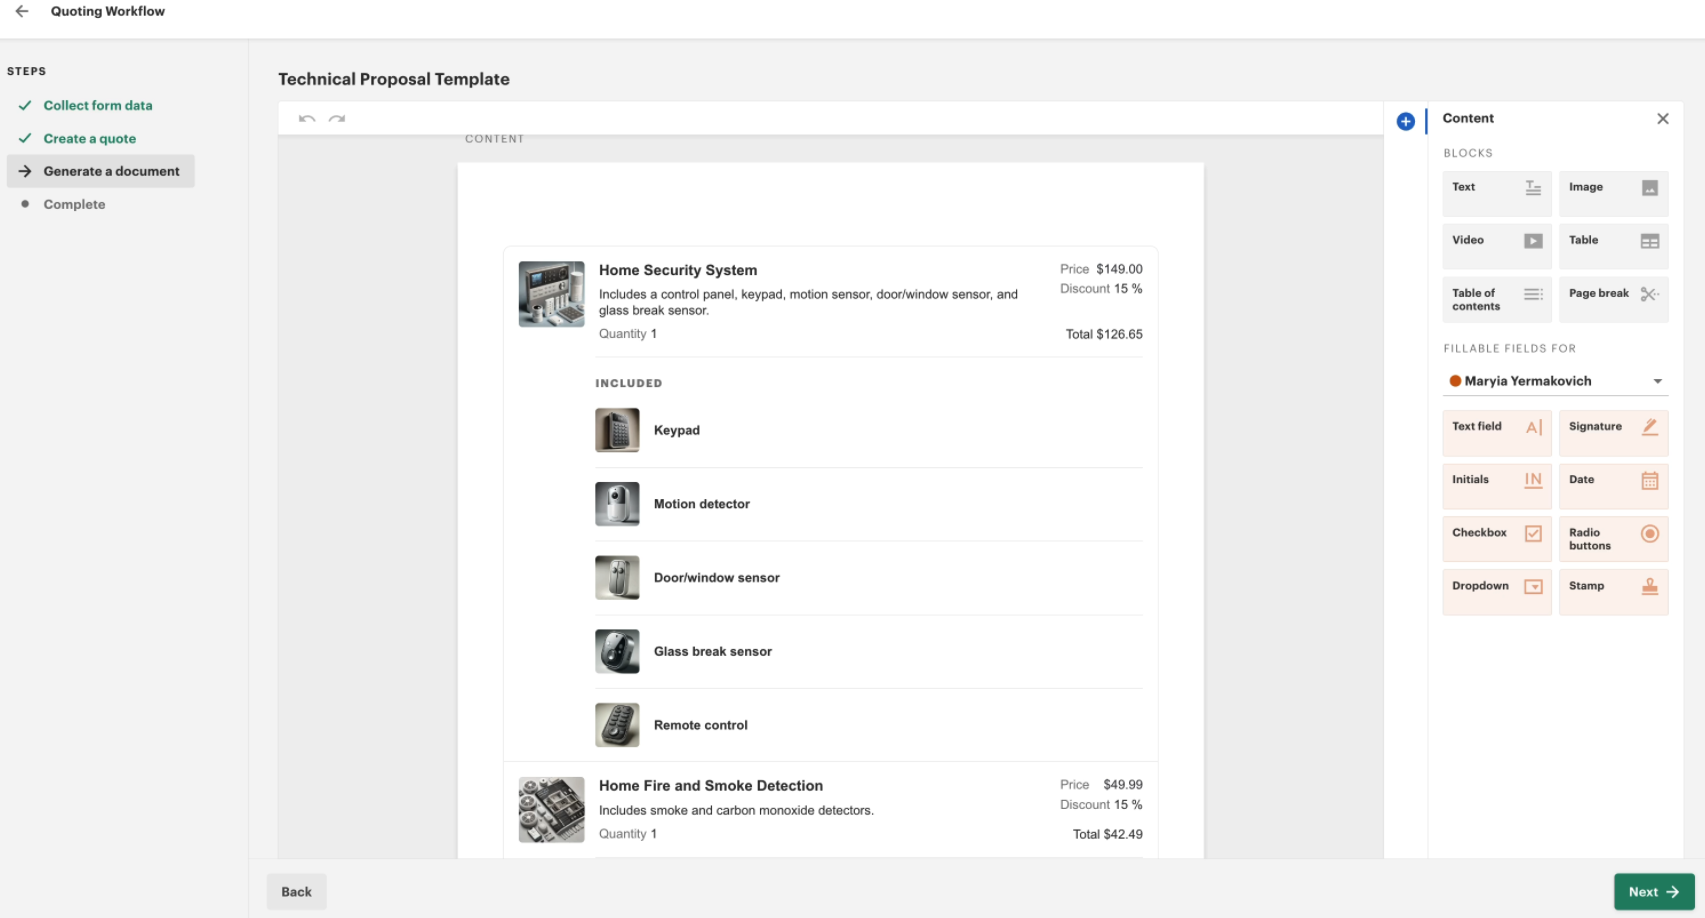 Quoting Workflow
STEPS
Collect form data
Create a quote
Generate a document
Complete
Technical Proposal Template
CONTENT
Home Security System
Price $149.00
Includes a control panel, keypad, motion sensor, door/window sensor, and
glass break sensor.
Discount 15 %
Quantity 1
Total $126.65
INCLUDED
Keypad
Motion detector
Door/window sensor
Glass break sensor
Remote control
Home Fire and Smoke Detection
Price $49.99
Includes smoke and carbon monoxide detectors.
Discount 15 %
Quantity 1
Total $42.49
Content
BLOCKS
Text
Image
Video
Table
Table of
contents
Page break
FILLABLE FIELDS FOR
Maryia Yermakovich
Text field
A
Signature
Initials
IN
Date
Checkbox
Radio
buttons
Dropdown
Stamp
Back
Next